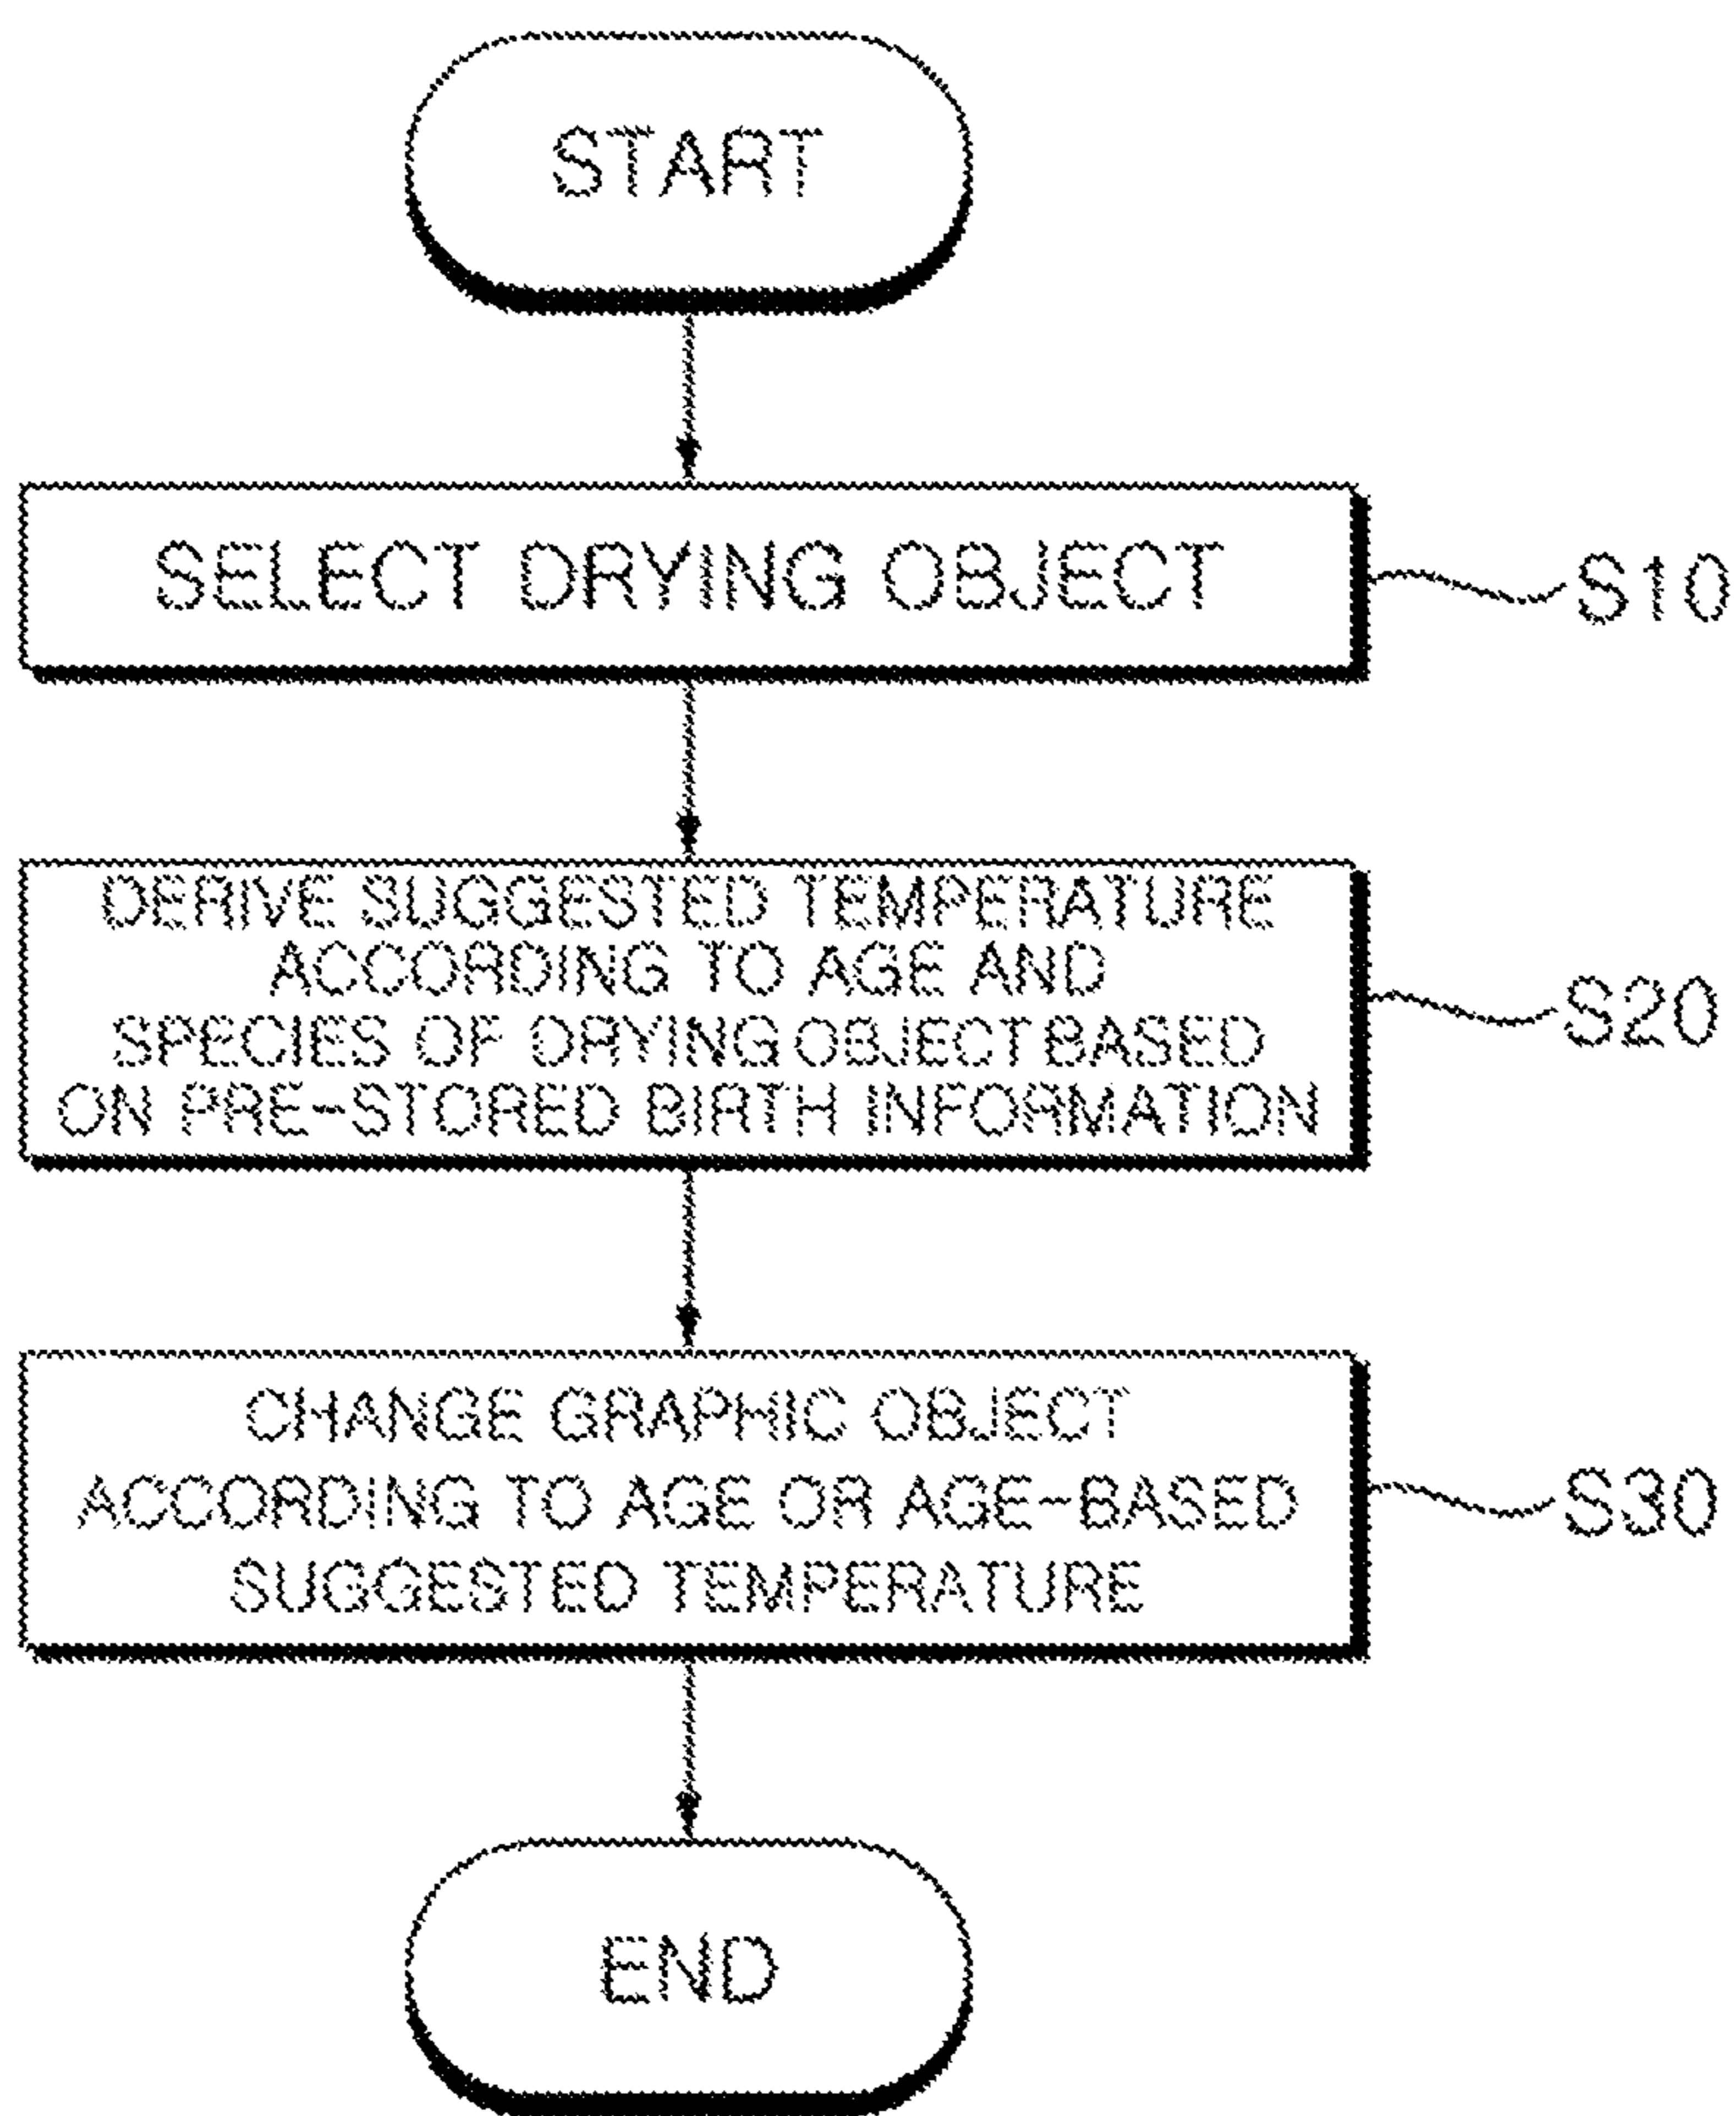 START
SELECT DRYING OBJECT
S10
DERIVE SUGGESTED TEMPERATURE
ACCORDING TO AGE AND
SPECIES OF DRYING OBJECT BASED
ON PRE-STORED BIRTH INFORMATION
S20
CHANGE GRAPHIC OBJECT
ACCORDING TO AGE OR AGE-BASED
SUGGESTED TEMPERATURE
S30
END